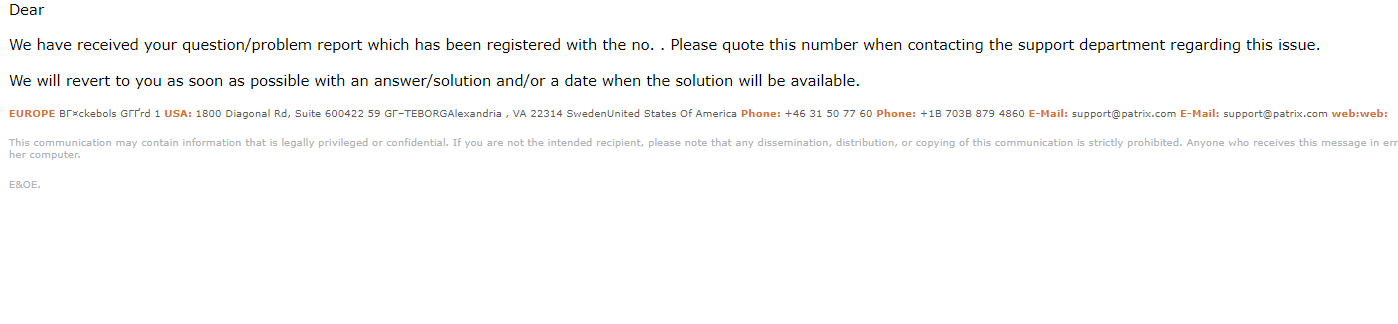 Dear
We have received your question/problem report which has been registered with the no. . Please quote this number when contacting the support department regarding this issue.
We will revert to you as soon as possible with an answer/solution and/or a date when the solution will be available.
EUROPE BГ¤ckebols GГҐrd 1 USA: 1800 Diagonal Rd, Suite 600422 59 GГ–TEBORGAlexandria , VA 22314 SwedenUnited States Of America Phone: +46 31 50 77 60 Phone: +1В 703В 879 4860 E-Mail: support@patrix.com E-Mail: support@patrix.com web:web:
This communication may contain information that is legally privileged or confidential. If you are not the intended recipient, please note that any dissemination, distribution, or copying of this communication is strictly prohibited. Anyone who receives this message in err
her computer.
E&OE.